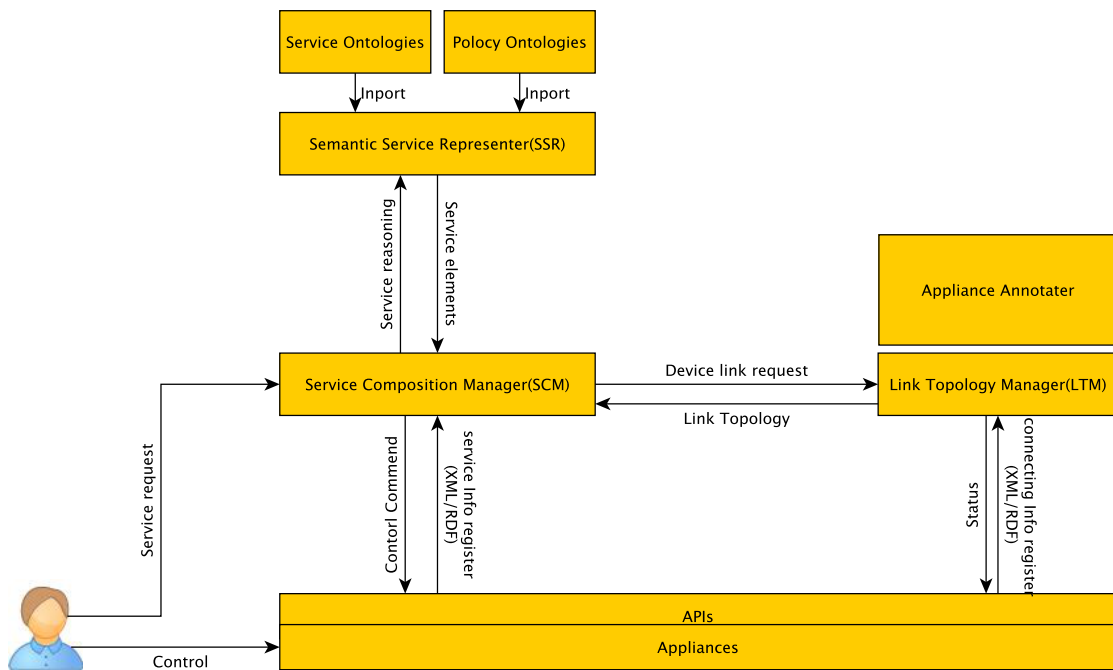 Service Ontologies
Polocy Ontologies
Inport
Inport
Semantic Service Representer(SSR)
Service reasoning
Service elements
Appliance Annotater
Service Composition Manager(SCM)
Device link request
Link Topology
Link Topology Manager(LTM)
Service request
Contorl Commend
service Info register
(XML/RDF)
Status
connecting Info register
(XML/RDF)
APIs
Appliances
Control